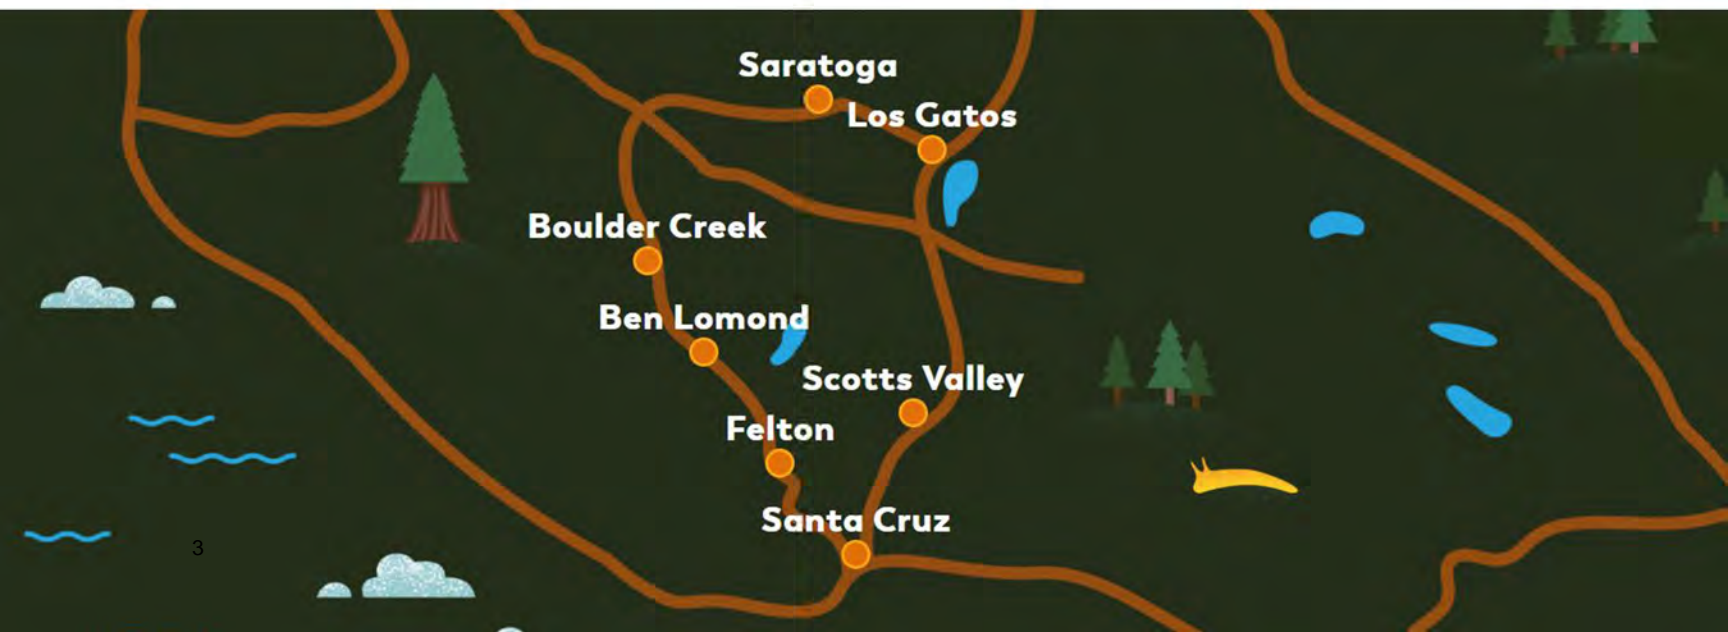 Saratoga
Los Gatos
Boulder Creek
Ben Lomond
Scotts Valley
Felton
Santa Cruz
3